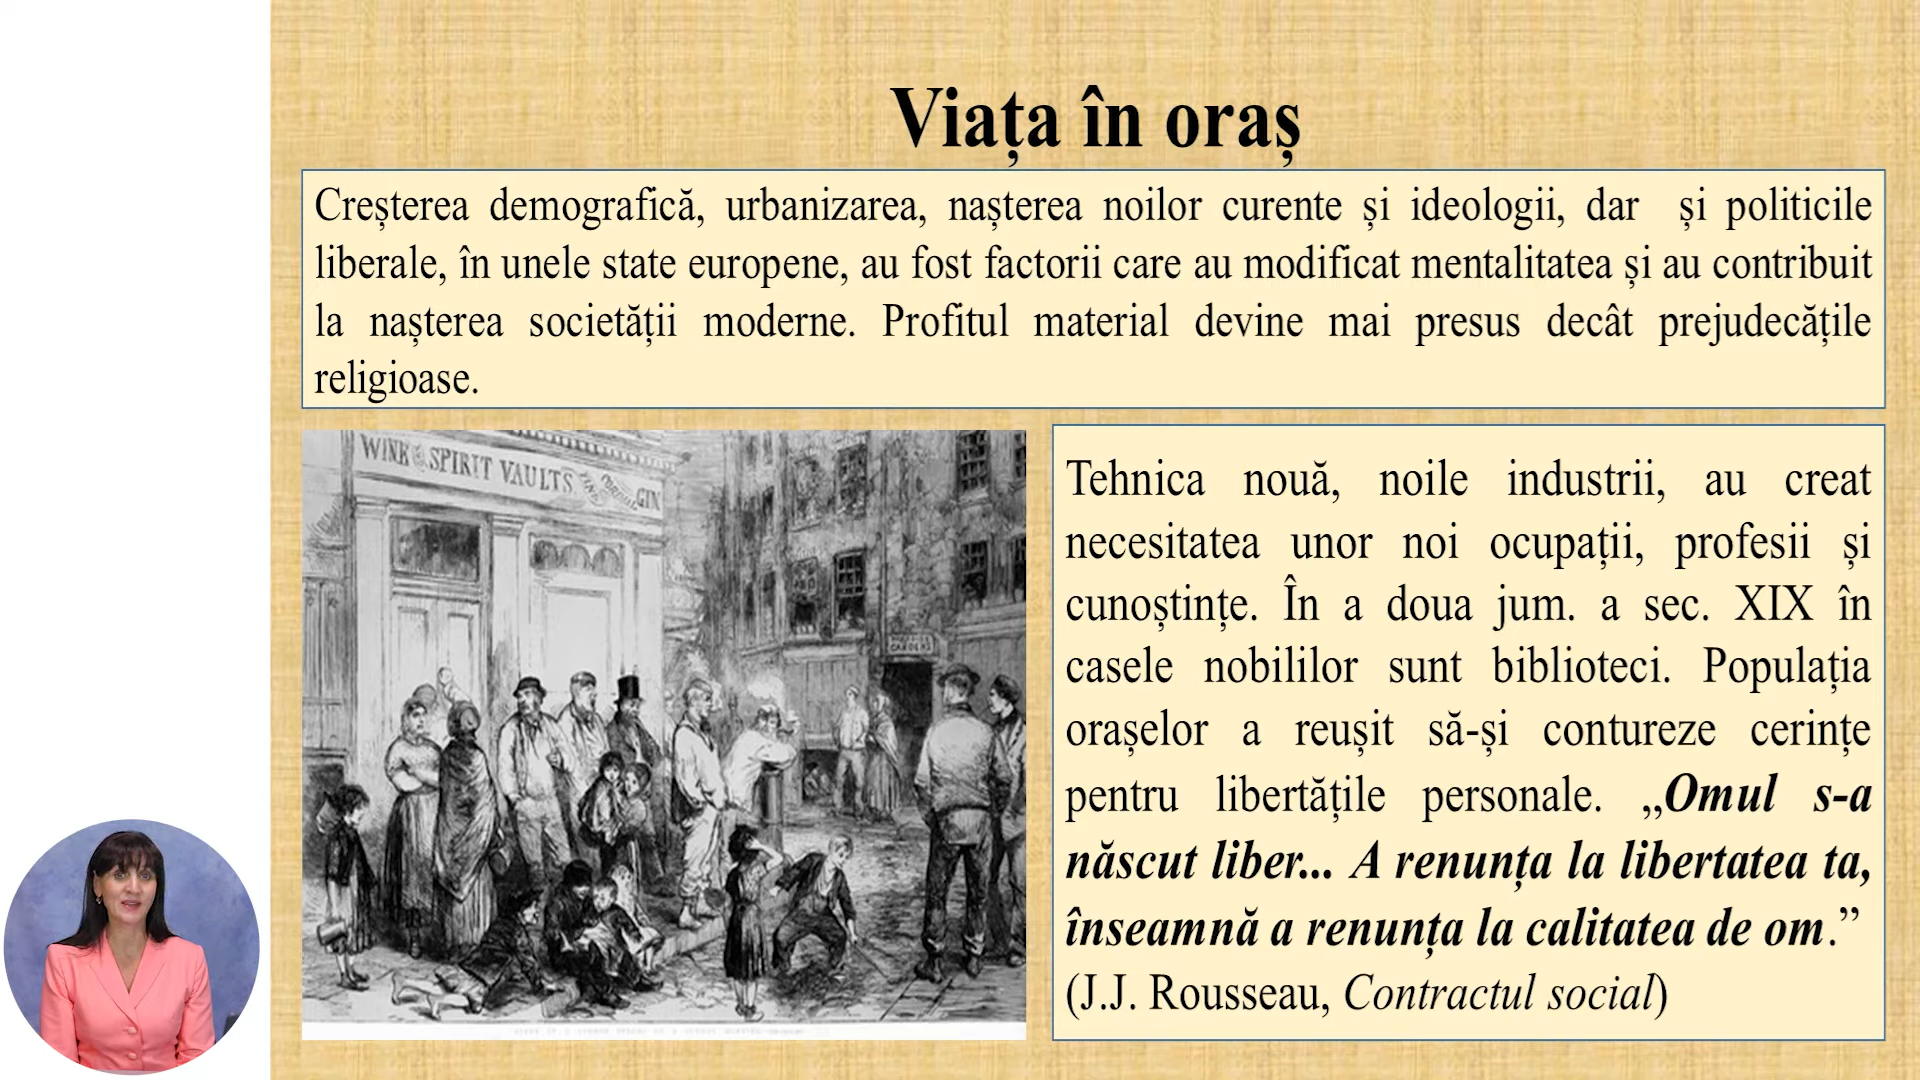 Viața în oraș
Creșterea demografică, urbanizarea, nașterea noilor curente și ideologii, dar și politicile
liberale, în unele state europene, au fost factorii care au modificat mentalitatea și au contribuit
la nașterea societății moderne. Profitul material devine mai presus decât prejudecățile
religioase.
WINE & SPIRIT VAULTS
GIN
Tehnica nouă, noile industrii, au creat
necesitatea unor noi ocupații, profesii și
cunoștințe. În a doua jum. a sec. XIX în
casele nobililor sunt biblioteci. Populația
orașelor a reușit să-și contureze cerințe
pentru libertățile personale. „Omul s-a
născut liber... A renunța la libertatea ta,
înseamnă a renunța la calitatea de om.”
(J.J. Rousseau, Contractul social)